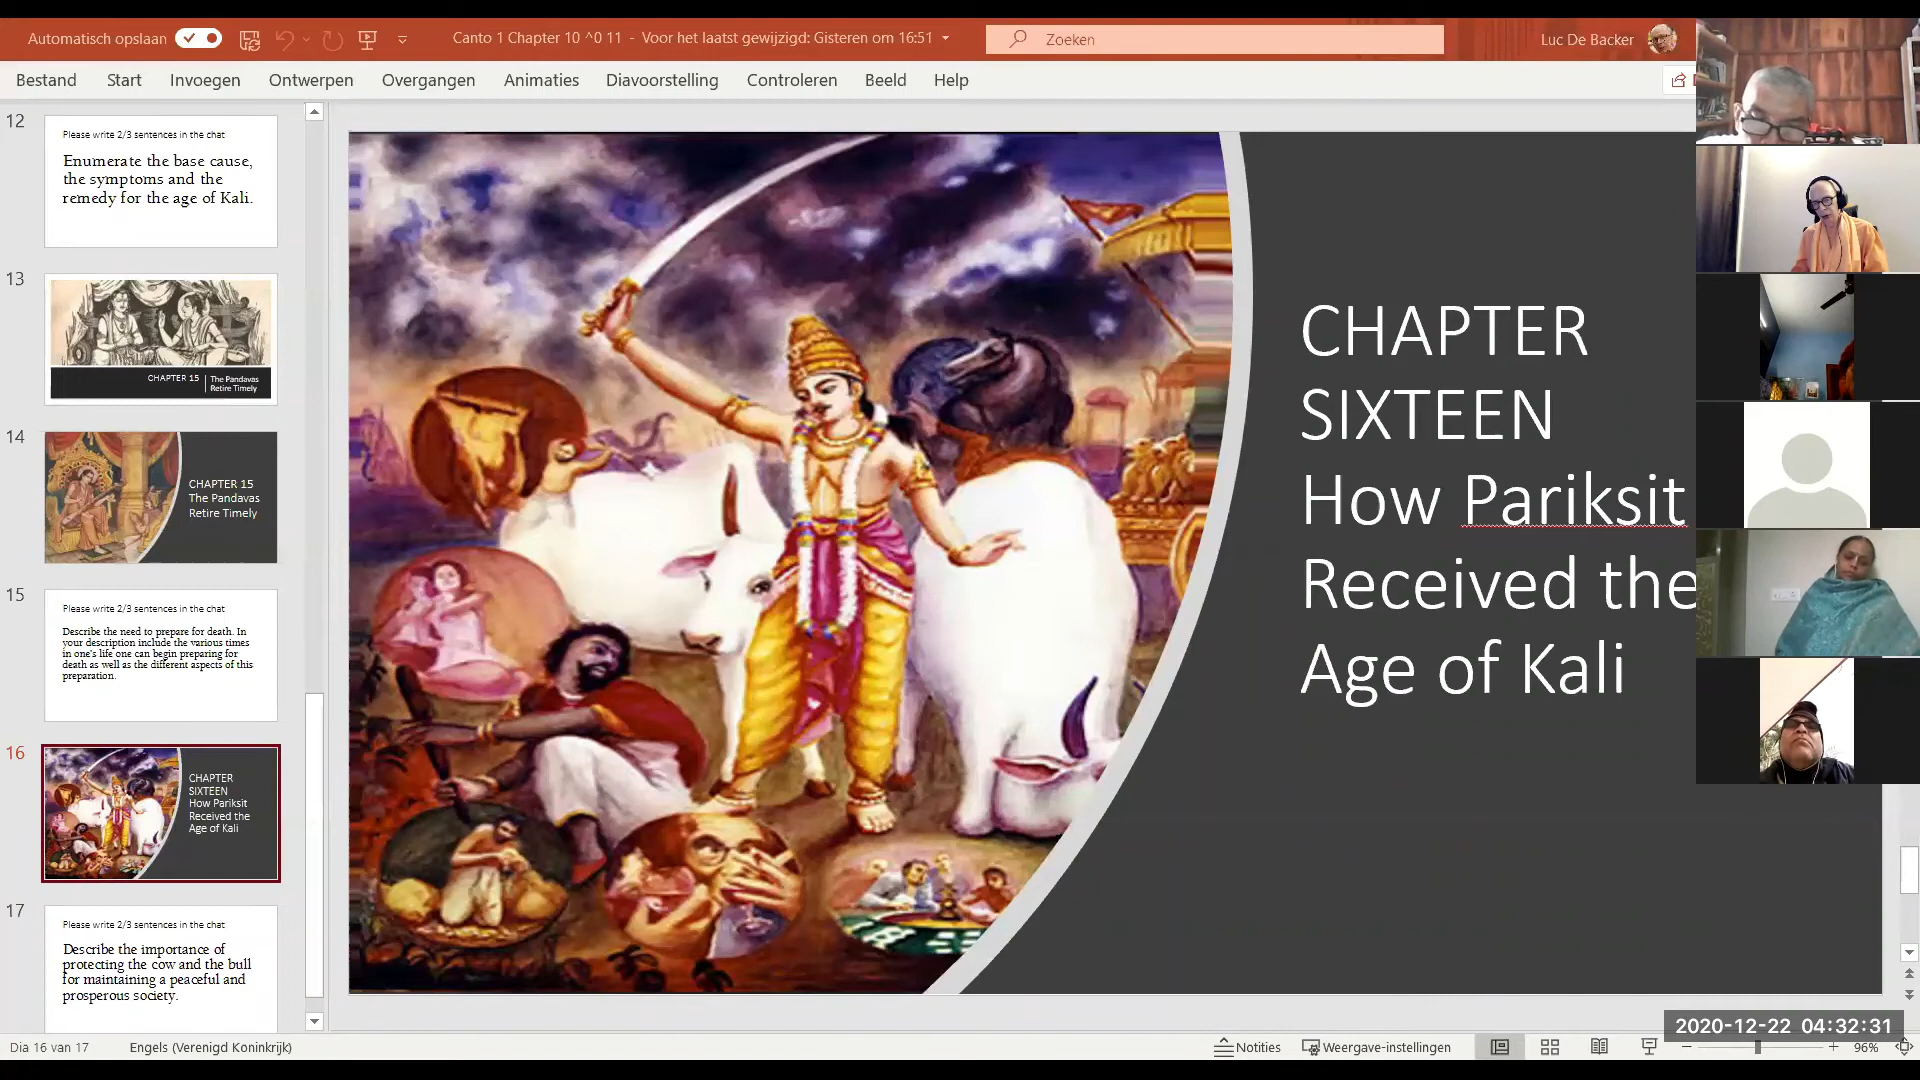 Automatisch opslaan
Canto 1 Chapter 10 ^0 11 - Voor het laatst gewijzigd: Gisteren om 16:51
Zoeken
Luc De Backer
Bestand Start Invoegen Ontwerpen Overgangen Animaties Diavoorstelling Controleren Beeld Help
12
Please write 2/3 sentences in the chat
Enumerate the base cause,
the symptoms and the
remedy for the age of Kali.
13
CHAPTER 15
The Pandavas
Retire Timely
14
CHAPTER 15
The Pandavas
Retire Timely
15
Please write 2/3 sentences in the chat
Describe the need to prepare for death. In
your description include the various times
in one's life one can begin preparing for
death as well as the different aspects of this
preparation.
16
CHAPTER
SIXTEEN
How Pariksit
Received the
Age of Kali
17
Please write 2/3 sentences in the chat
Describe the importance of
protecting the cow and the bull
for maintaining a peaceful and
prosperous society.
CHAPTER
SIXTEEN
How Pariksit
Received the
Age of Kali
2020-12-22 04:32:31
Dia 16 van 17
Engels (Verenigd Koninkrijk)
Notities
Weergave-instellingen
96%